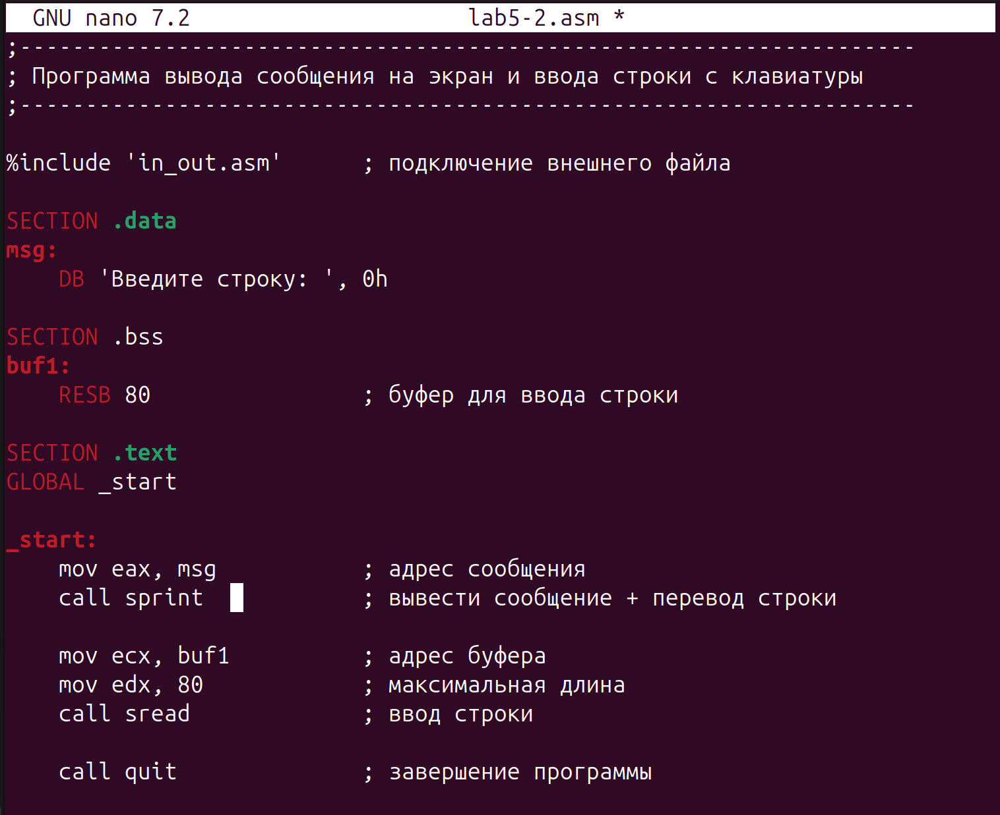 GNU nano 7.2 lab5-2.asm *
;--------------------------------------------------------------------
; Программа вывода сообщения на экран и ввода строки с клавиатуры
;--------------------------------------------------------------------
%include 'in_out.asm' ; подключение внешнего файла
SECTION .data
msg:
DB 'Введите строку: ', 0h
SECTION .bss
buf1:
RESB 80 ; буфер для ввода строки
SECTION .text
GLOBAL _start
_start:
mov eax, msg ; адрес сообщения
call sprint ; вывести сообщение + перевод строки
mov ecx, buf1 ; адрес буфера
mov edx, 80 ; максимальная длина
call sread ; ввод строки
call quit ; завершение программы